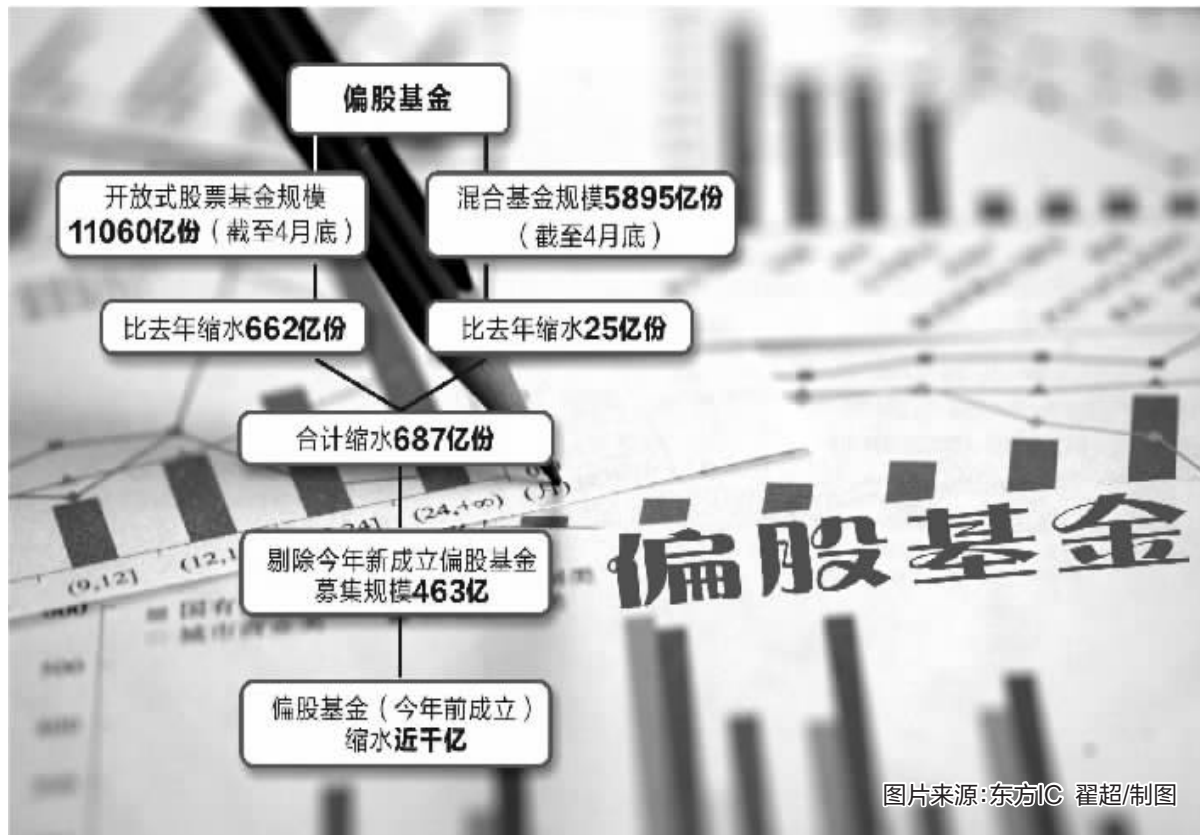 偏股基金
开放式股票基金规模
11060亿份（截至4月底）
混合基金规模5895亿份
（截至4月底）
比去年缩水662亿份
比去年缩水25亿份
合计缩水687亿份
剔除今年新成立偏股基金
募集规模463亿
偏股基金（今年前成立）
缩水近千亿
偏股基金
(9,12]
(12,1
24]
(24,+∞)
图片来源:东方IC 翟超/制图